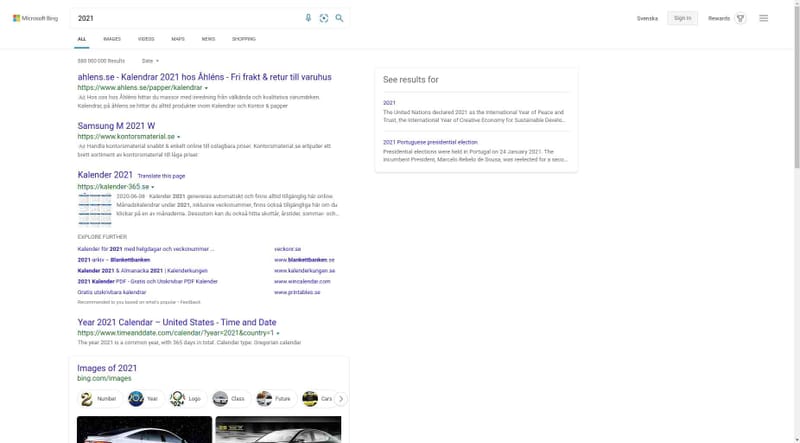 Microsoft Bing
2021
Svenska
Sign in
Rewards
ALL
IMAGES
VIDEOS
MAPS
NEWS
SHOPPING
580 000 000 Results
Date
ahlens.se - Kalendrar 2021 hos Åhléns - Fri frakt & retur till varuhus
https://www.ahlens.se/papper/kalendrar
Ad Hos oss hos Åhléns hittar du massor med inredning från välkända och kvalitativa varumärken.
Kalendrar, på åhlens.se hittar du alltid produkter inom Kalendrar och Kontor & papper
Samsung M 2021 W
https://www.kontorsmaterial.se
Ad Handla kontorsmaterial snabbt & enkelt online till oslagbara priser. Kontorsmaterial.se erbjuder ett
brett sortiment av kontorsmaterial till låga priser
Kalender 2021
Translate this page
https://kalender-365.se
2020-06-08 · Kalender 2021 genereras automatiskt och finns alltid tillgänglig här online
Månadskalendrar under 2021, inklusive veckonummer, finns också tillgängliga här om du
klickar på en av månaderna. Dessutom kan du också hitta skottår, årstider, sommar- och...
EXPLORE FURTHER
Kalender för 2021 med helgdagar och veckonummer ...
veckonr.se
2021 arkiv – Blankettbanken
www.blankettbanken.se
Kalender 2021 & Almanacka 2021 | Kalenderkungen
www.kalenderkungen.se
2021 Kalender PDF - Gratis och Utskrivbar PDF Kalender
www.wincalendar.com
Gratis utskrivbara kalendrar
www.printables.se
Recommended to you based on what's popular • Feedback
Year 2021 Calendar – United States - Time and Date
https://www.timeanddate.com/calendar/?year=2021&country=1
The year 2021 is a common year, with 365 days in total. Calendar type: Gregorian calendar
Images of 2021
bing.com/images
Number
Year
Logo
Class
Future
Cars
See results for
2021
The United Nations declared 2021 as the International Year of Peace and
Trust, the International Year of Creative Economy for Sustainable Develo...
2021 Portuguese presidential election
Presidential elections were held in Portugal on 24 January 2021. The
incumbent President, Marcelo Rebelo de Sousa, was reelected for a seco...